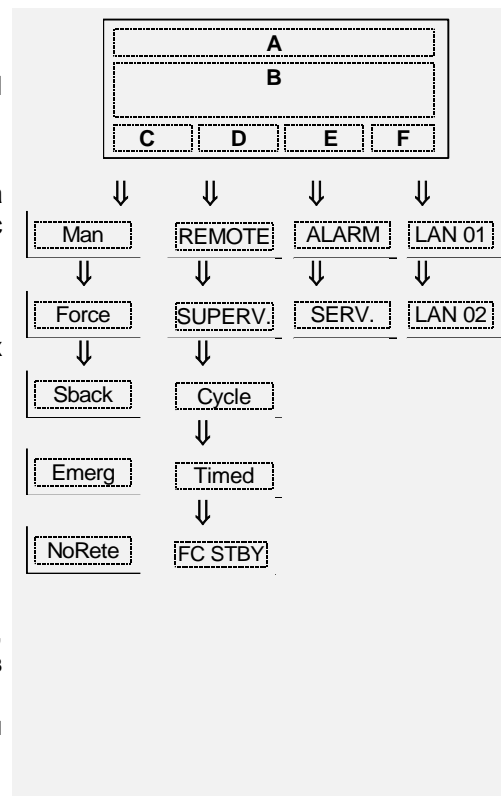 A
B
C D E F
⇓ ⇓ ⇓ ⇓
Man REMOTE ALARM LAN 01
⇓ ⇓ ⇓ ⇓
Force SUPERV. SERV. LAN 02
⇓ ⇓
Sback Cycle
⇓
Emerg Timed
⇓
NoRete FC STBY